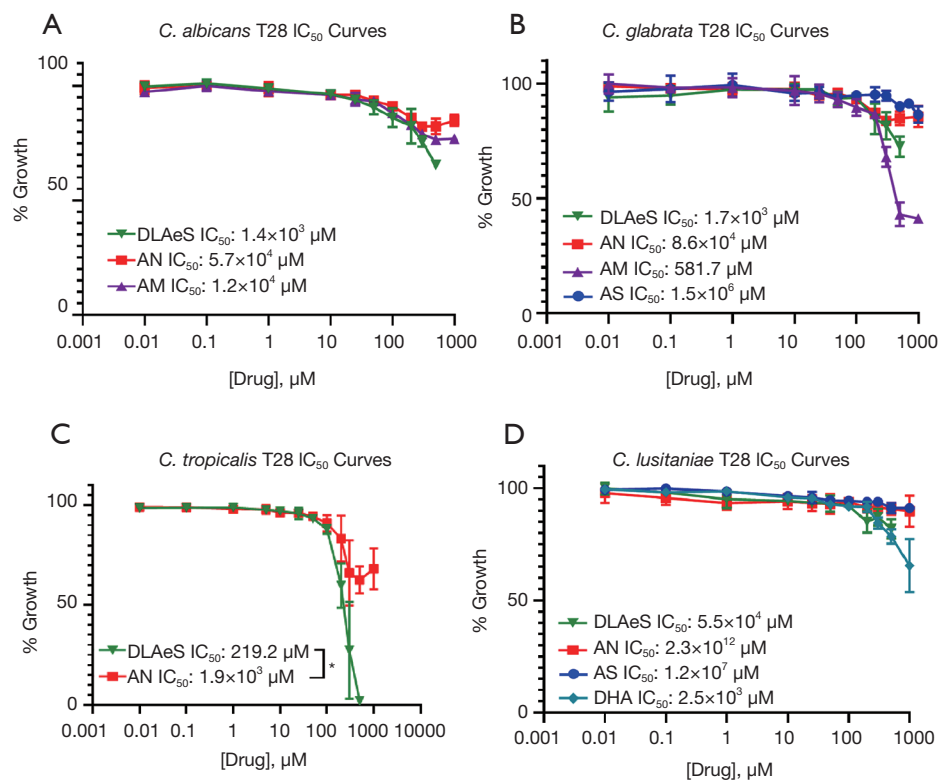 A
C. albicans T28 IC50 Curves
% Growth
100
50
0
DLAeS IC50: 1.4×10³ µM
AN IC50: 5.7×10⁴ µM
AM IC50: 1.2×10⁴ µM
0.001 0.01 0.1 1 10 100 1000
[Drug], µM
B
C. glabrata T28 IC50 Curves
% Growth
100
50
0
DLAeS IC50: 1.7×10³ µM
AN IC50: 8.6×10⁴ µM
AM IC50: 581.7 µM
AS IC50: 1.5×10⁶ µM
0.001 0.01 0.1 1 10 100 1000
[Drug], µM
C
C. tropicalis T28 IC50 Curves
% Growth
100
50
0
DLAeS IC50: 219.2 µM
AN IC50: 1.9×10³ µM
*
0.001 0.01 0.1 1 10 100 1000 10000
[Drug], µM
D
C. lusitaniae T28 IC50 Curves
% Growth
100
50
0
DLAeS IC50: 5.5×10⁴ µM
AN IC50: 2.3×10¹² µM
AS IC50: 1.2×10⁷ µM
DHA IC50: 2.5×10³ µM
0.001 0.01 0.1 1 10 100 1000
[Drug], µM